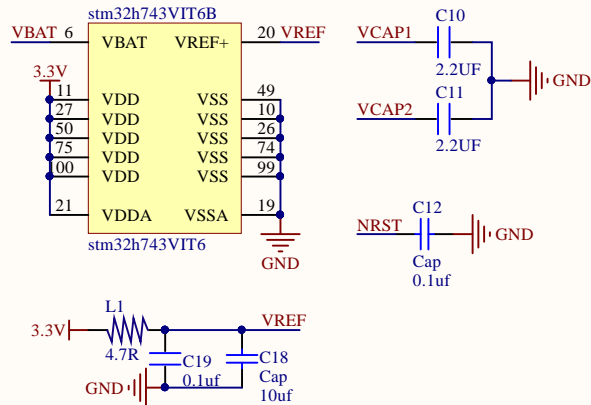 stm32h743VIT6B
VBAT 6 VBAT VREF+ 20 VREF
3.3V
11 VDD VSS 49
27 VDD VSS 10
50 VDD VSS 26
75 VDD VSS 74
100 VDD VSS 99
21 VDDA VSSA 19
stm32h743VIT6
GND
C10
VCAP1
2.2UF
GND
C11
VCAP2
2.2UF
C12
NRST
GND
Cap
0.1uf
L1
3.3V
VREF
4.7R
C19
0.1uf
C18
Cap
10uf
GND